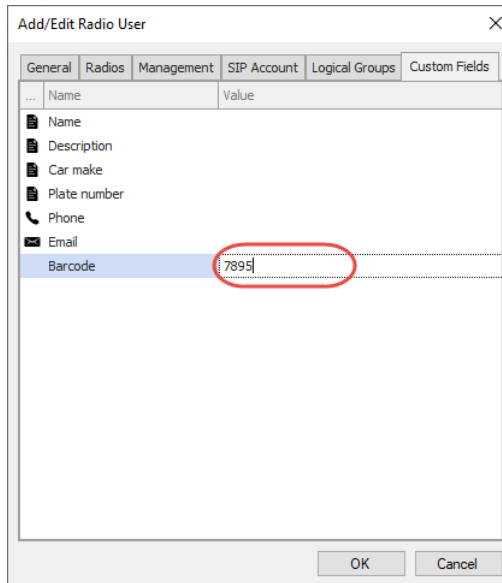 Add/Edit Radio User
General Radios Management SIP Account Logical Groups Custom Fields
... Name Value
Name
Description
Car make
Plate number
Phone
Email
Barcode 7895
OK Cancel